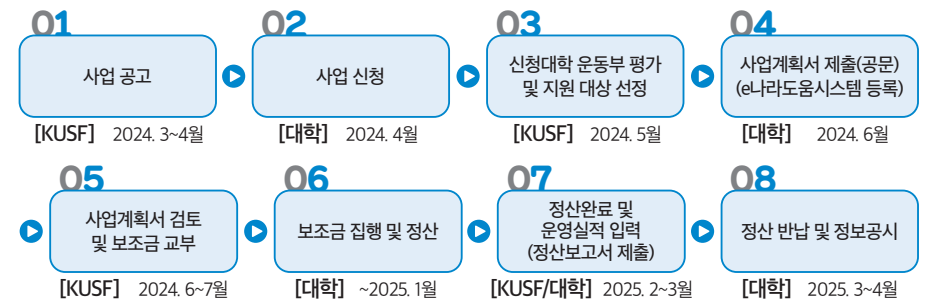 01
사업 공고
[KUSF] 2024. 3~4월
02
사업 신청
[대학] 2024. 4월
03
신청대학 운동부 평가
및 지원 대상 선정
[KUSF] 2024. 5월
04
사업계획서 제출(공문)
(e나라도움시스템 등록)
[대학] 2024. 6월
05
사업계획서 검토
및 보조금 교부
[KUSF] 2024. 6~7월
06
보조금 집행 및 정산
[대학] ~2025. 1월
07
정산완료 및
운영실적 입력
(정산보고서 제출)
[KUSF/대학] 2025. 2~3월
08
정산 반납 및 정보공시
[대학] 2025. 3~4월